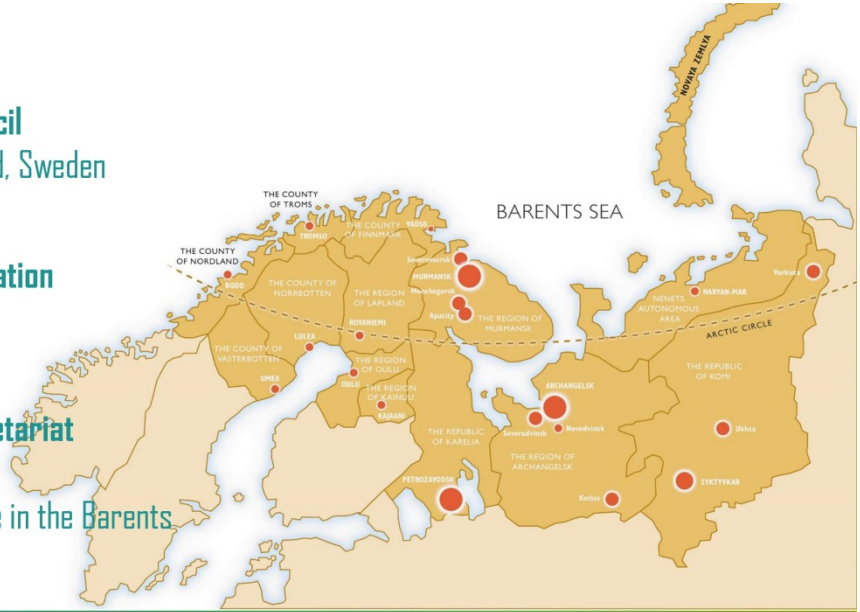 cil
d, Sweden
ation
etariat
e in the Barents
NOVAYA ZEMLYA
BARENTS SEA
THE COUNTY
OF TROMS
TROMSO
THE COUNTY
OF FINNMARK
VADSO
THE COUNTY
OF NORDLAND
BODO
Severomorsk
MURMANSK
Monchegorsk
Apatity
THE REGION OF
MURMANSK
THE COUNTY OF
NORRBOTTEN
THE REGION
OF LAPLAND
ROVANIEMI
NENETS
AUTONOMOUS
AREA
NARYAN-MAR
Vorkuta
ARCTIC CIRCLE
THE COUNTY OF
VASTERBOTTEN
LULEA
UMEA
THE REGION
OF OULU
OULU
THE REGION
OF KAINUU
KAJAANI
THE REPUBLIC
OF KOMI
ARCHANGELSK
Severodvinsk
Novodvinsk
THE REPUBLIC
OF KARELIA
THE REGION OF
ARCHANGELSK
Ukhta
PETROZAVODSK
Kotlas
SYKTYVKAR